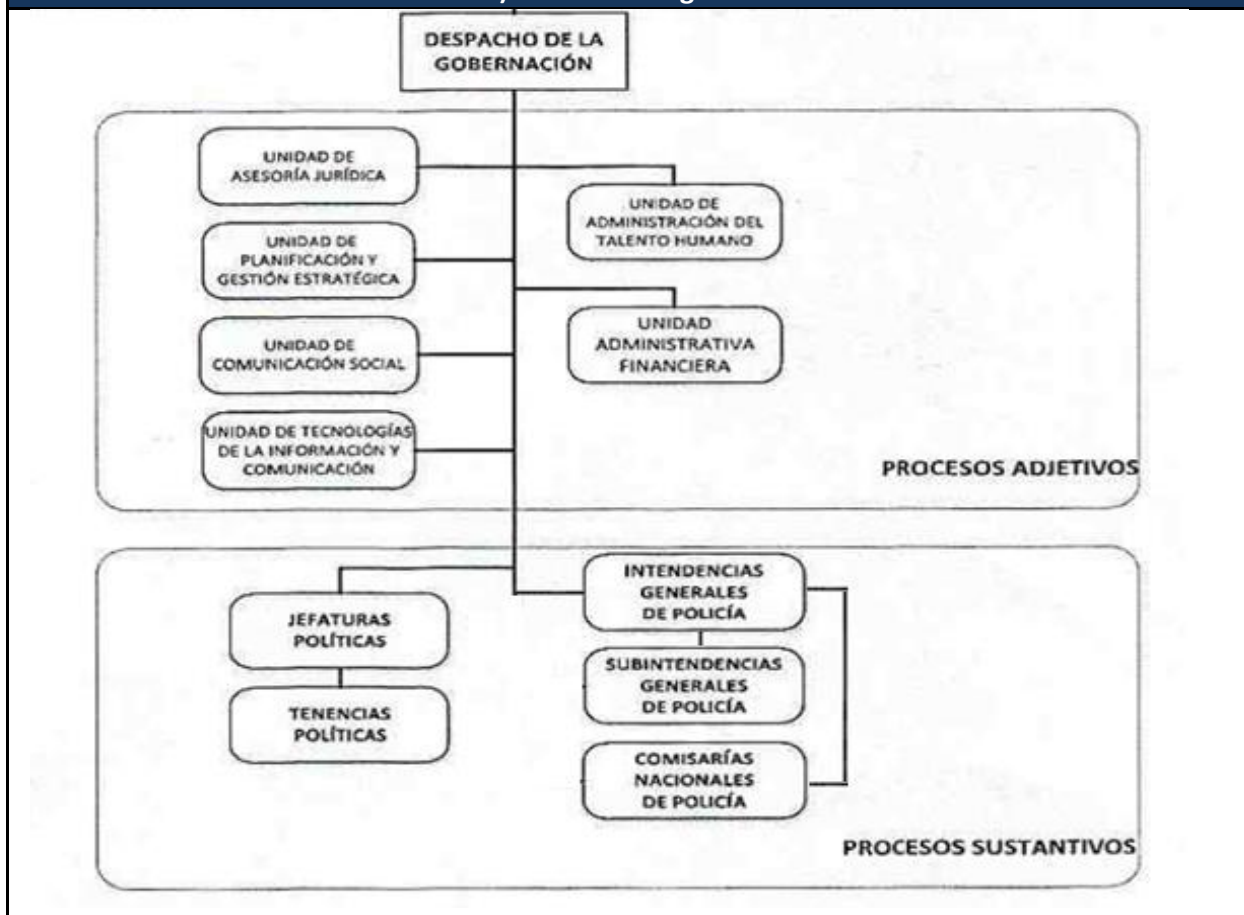 DESPACHO DE LA
GOBERNACIÓN
UNIDAD DE
ASESORÍA JURÍDICA
UNIDAD DE
ADMINISTRACIÓN DEL
TALENTO HUMANO
UNIDAD DE
PLANIFICACIÓN Y
GESTIÓN ESTRATÉGICA
UNIDAD
ADMINISTRATIVA
FINANCIERA
UNIDAD DE
COMUNICACIÓN SOCIAL
UNIDAD DE TECNOLOGÍAS
DE LA INFORMACIÓN Y
COMUNICACIÓN
PROCESOS ADJETIVOS
JEFATURAS
POLÍTICAS
TENENCIAS
POLÍTICAS
INTENDENCIAS
GENERALES
DE POLICÍA
SUBINTENDENCIAS
GENERALES
DE POLICÍA
COMISARÍAS
NACIONALES
DE POLICÍA
PROCESOS SUSTANTIVOS